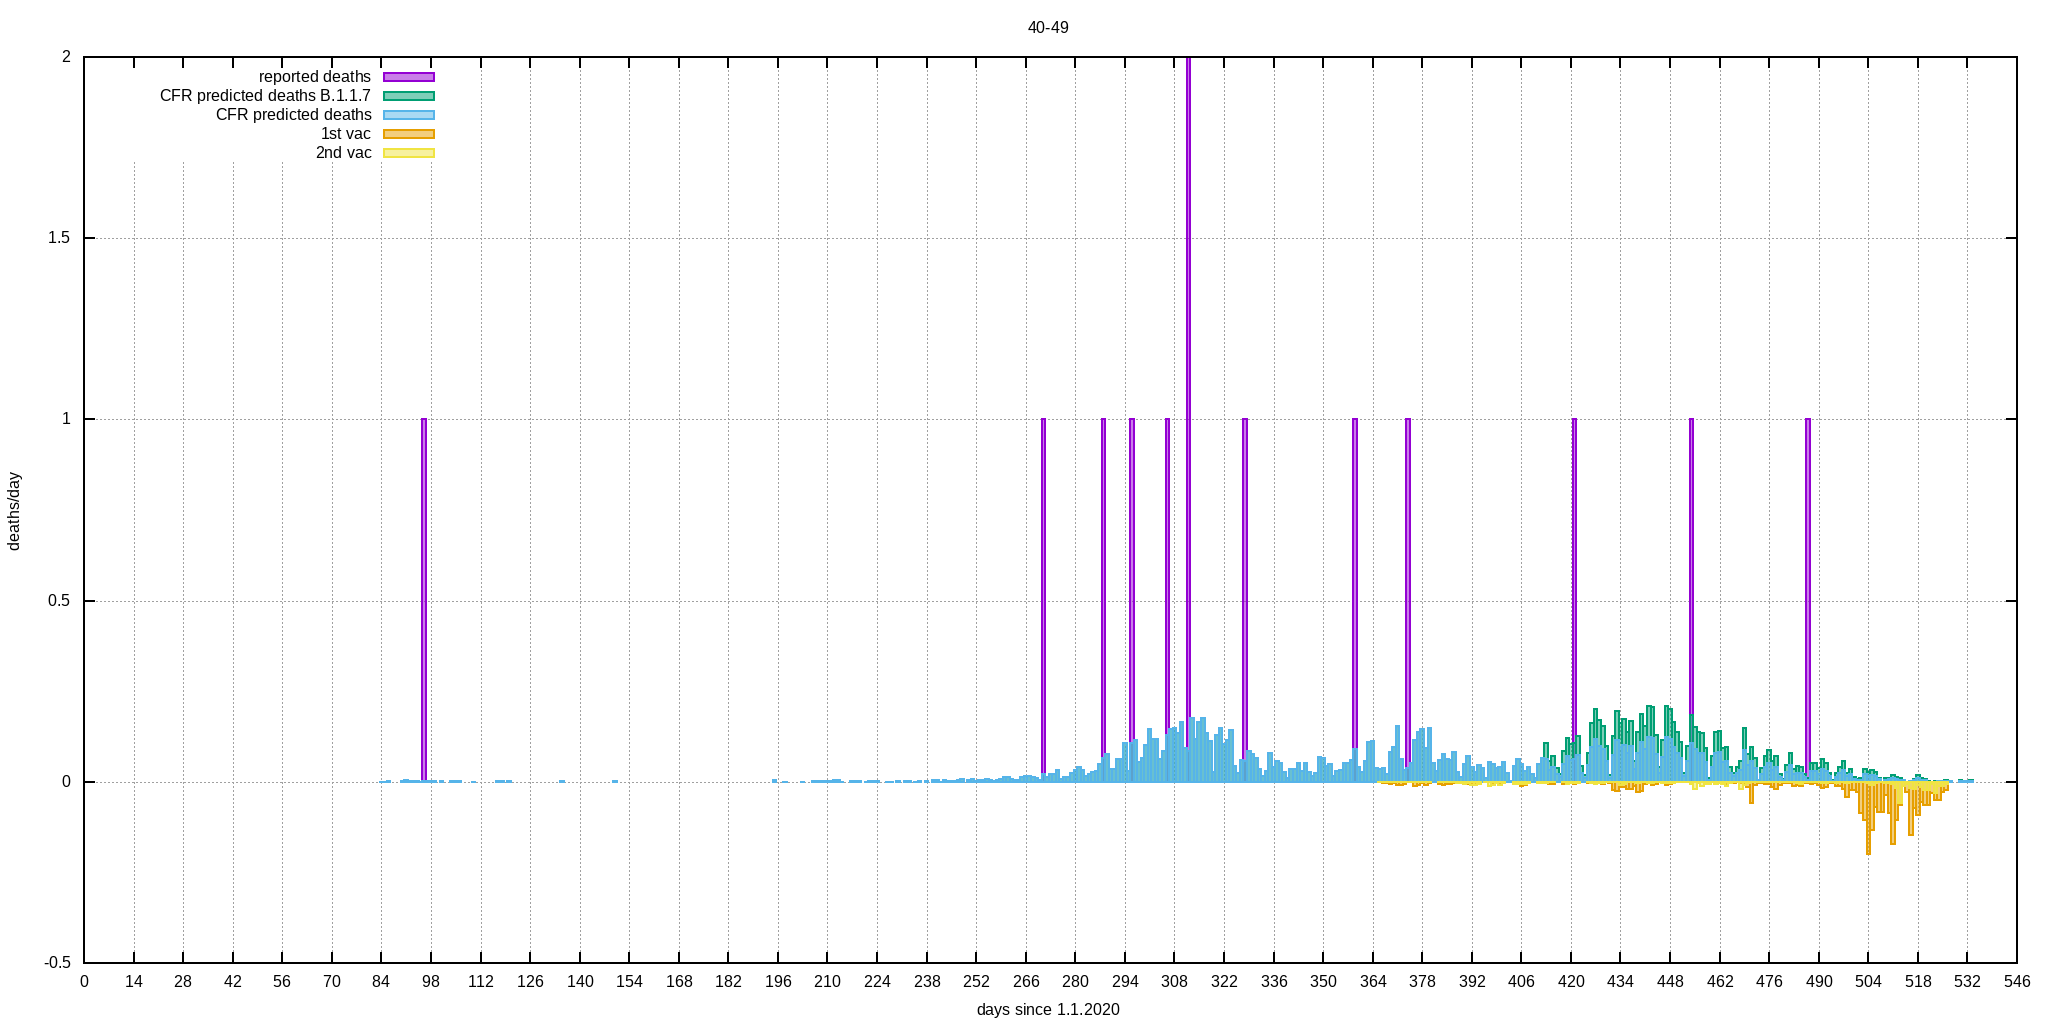 40-49
reported deaths
CFR predicted deaths B.1.1.7
CFR predicted deaths
1st vac
2nd vac
2
1.5
1
0.5
0
-0.5
deaths/day
0 14 28 42 56 70 84 98 112 126 140 154 168 182 196 210 224 238 252 266 280 294 308 322 336 350 364 378 392 406 420 434 448 462 476 490 504 518 532 546
days since 1.1.2020